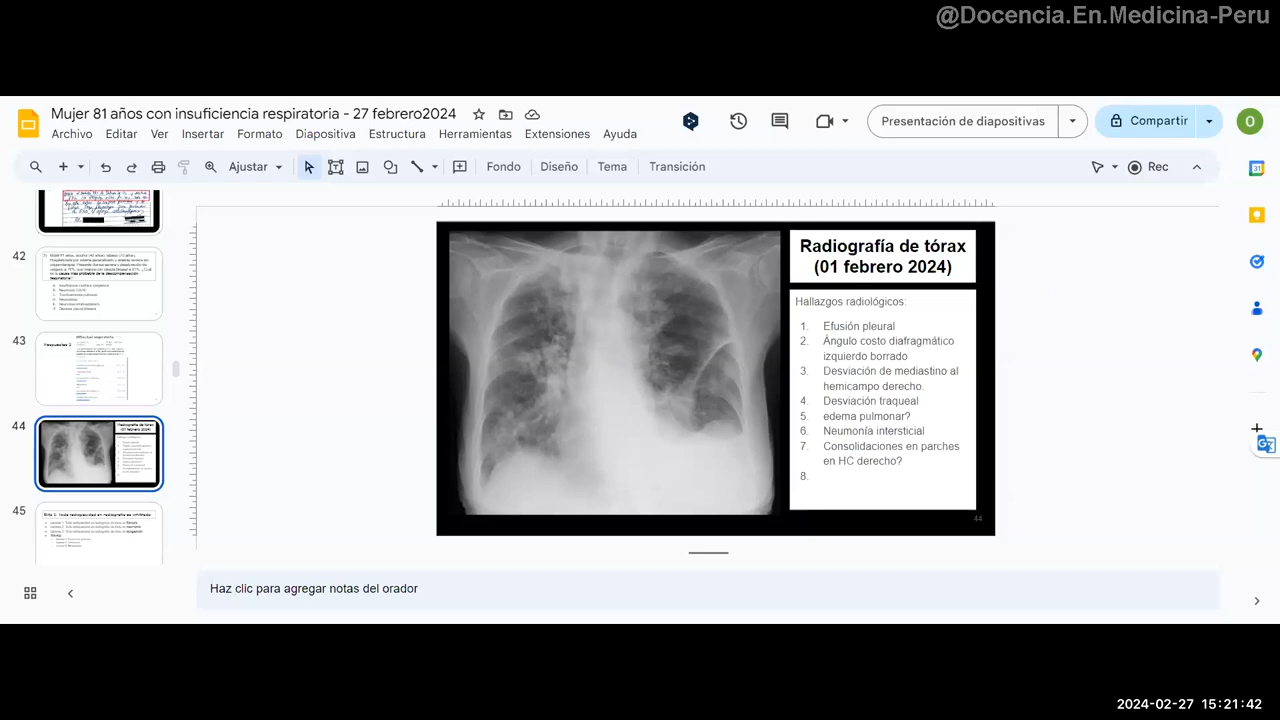 @Docencia.En.Medicina-Peru
Mujer 81 años con insuficiencia respiratoria - 27 febrero2024
Presentación de diapositivas
Compartir
O
Archivo Editar Ver Insertar Formato Diapositiva Estructura Herramientas Extensiones Ayuda
Ajustar
Fondo Diseño Tema Transición
Rec
31
42
43
Respuestas
44
45
Radiografía de tórax
(01 febrero 2024)
Hallazgos radiológicos:
1. Efusión pleural
2. Ángulo costo diafragmático
izquierdo borrado
3. Desviación de mediastino al
hemicampo derecho.
4. Desviación traqueal
5. edema pulmonar?
6. Neumonía intersticial
7. Consolidaciones en parches
en HC derecho?
8.
44
Haz clic para agregar notas del orador
2024-02-27 15:21:42